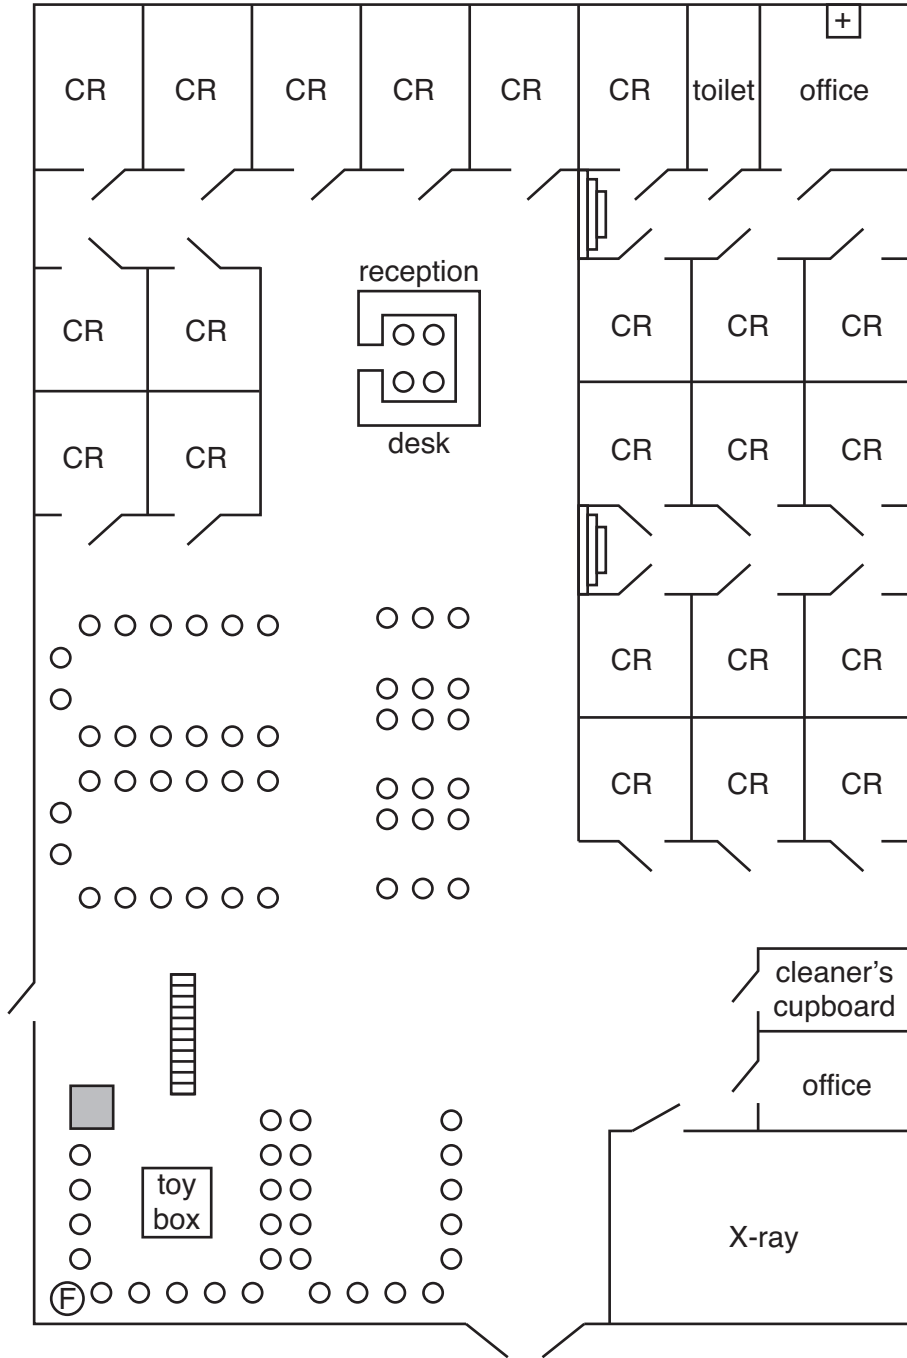 CR CR CR CR CR CR toilet office
+
reception
CR CR
CR CR CR
desk
CR CR
CR CR CR
CR CR CR
CR CR CR
cleaner's
cupboard
office
toy
box
X-ray
F